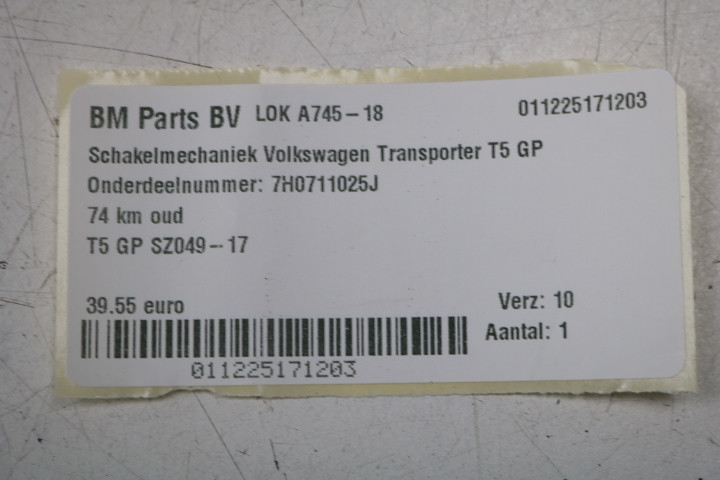 BM Parts BV LOK A745-18 011225171203
Schakelmechaniek Volkswagen Transporter T5 GP
Onderdeelnummer: 7H0711025J
74 km oud
T5 GP SZ049--17
39.55 euro Verz: 10
Aantal: 1
011225171203